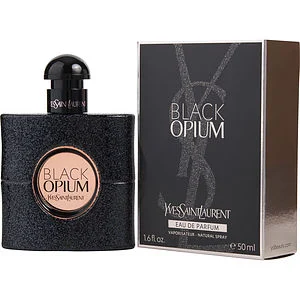 YVESSAINTLAURENT
BLACK
OPIUM
YVESSAINTLAURENT
BLACK
OPIUM
YVESSAINTLAURENT
EAU DE PARFUM
VAPORISATEUR - NATURAL SPRAY
1.6 fl.oz. e 50 ml